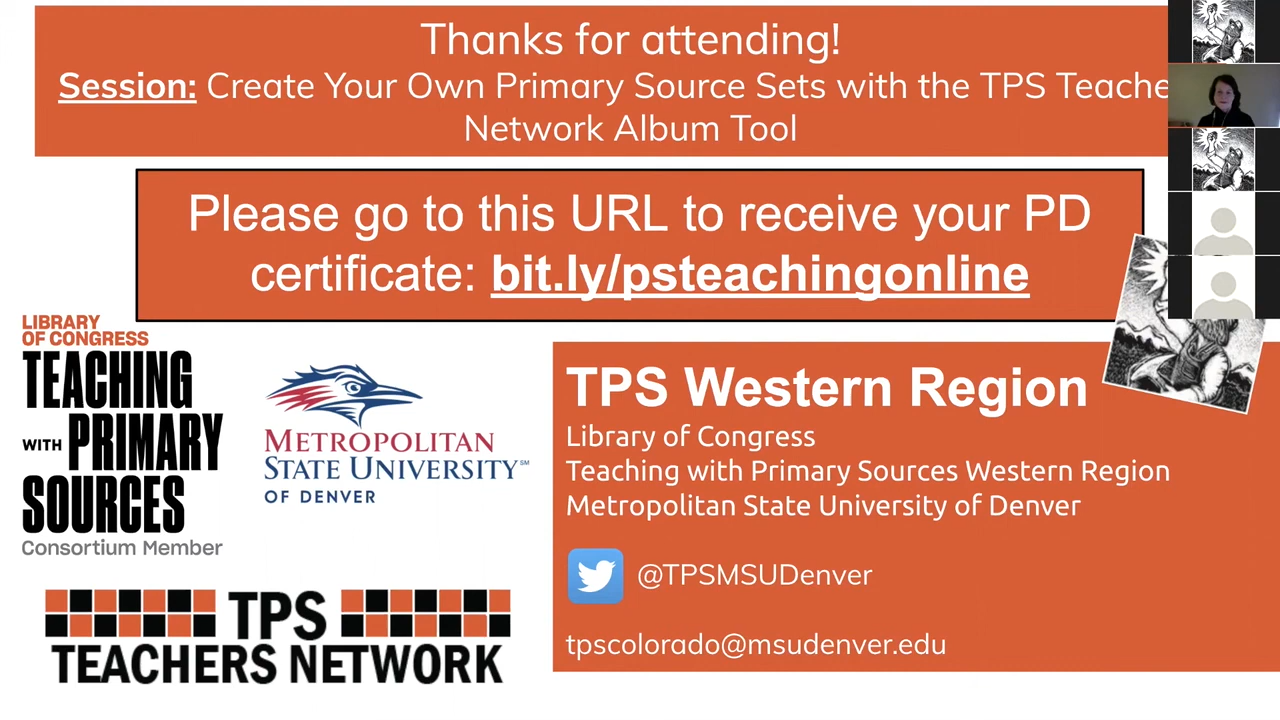 Thanks for attending!
Session: Create Your Own Primary Source Sets with the TPS
Network Album Tool
Please go to this URL to receive your PD
certificate: bit.ly/psteachingonline
LIBRARY
OF CONGRESS
TEACHING
WITH PRIMARY
SOURCES
Consortium Member
METROPOLITAN
STATE UNIVERSITY℠
OF DENVER
TPS
TEACHERS NETWORK
TPS Western Region
Library of Congress
Teaching with Primary Sources Western Region
Metropolitan State University of Denver
@TPSMSUDenver
tpscolorado@msudenver.edu